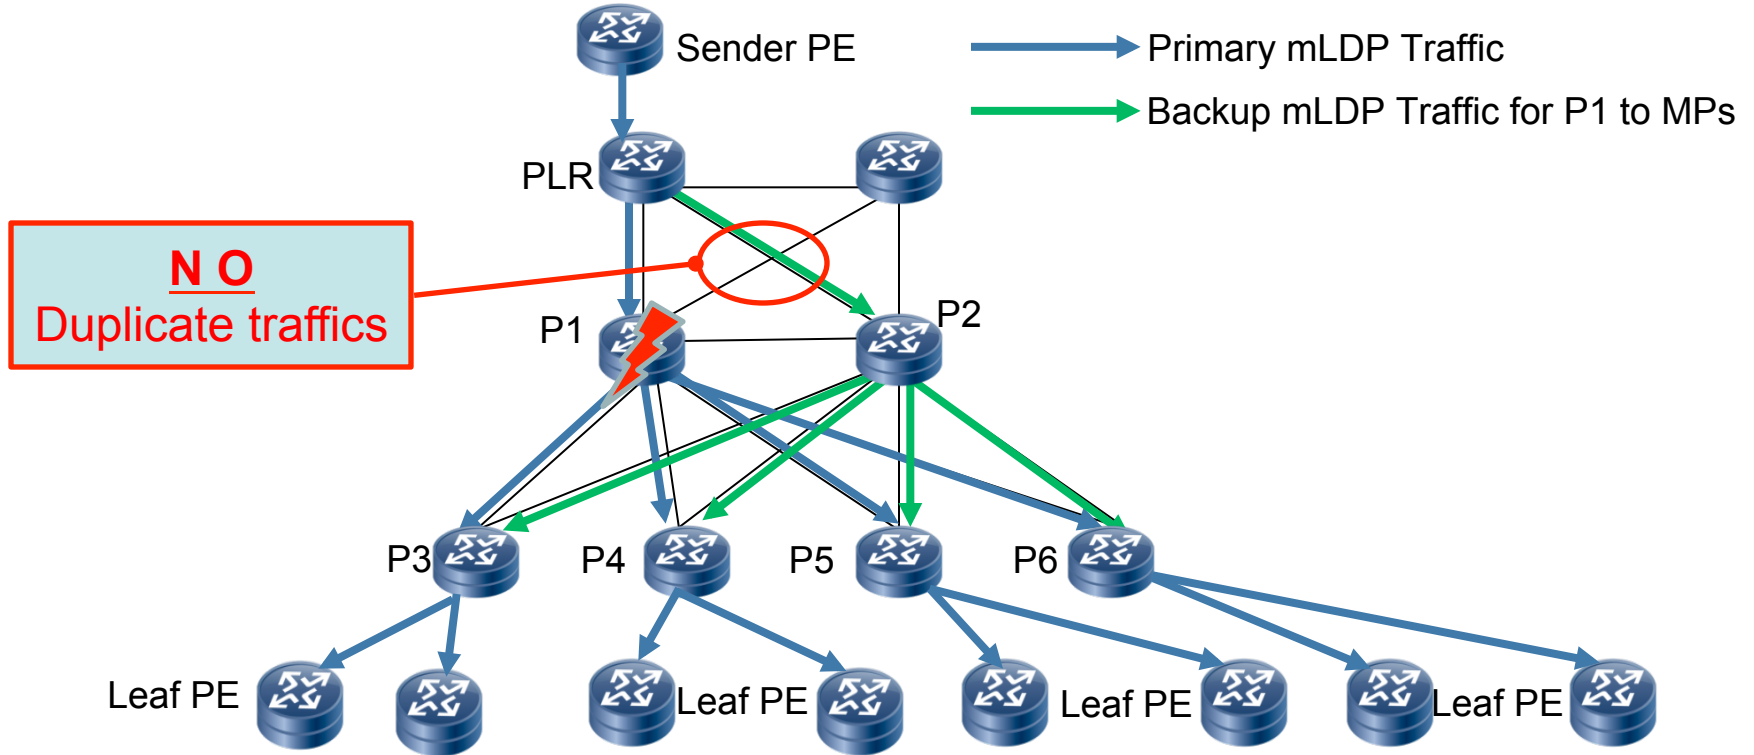 Sender PE
Primary mLDP Traffic
Backup mLDP Traffic for P1 to MPs
PLR
N O
Duplicate traffics
P1
P2
P3
P4
P5
P6
Leaf PE
Leaf PE
Leaf PE
Leaf PE